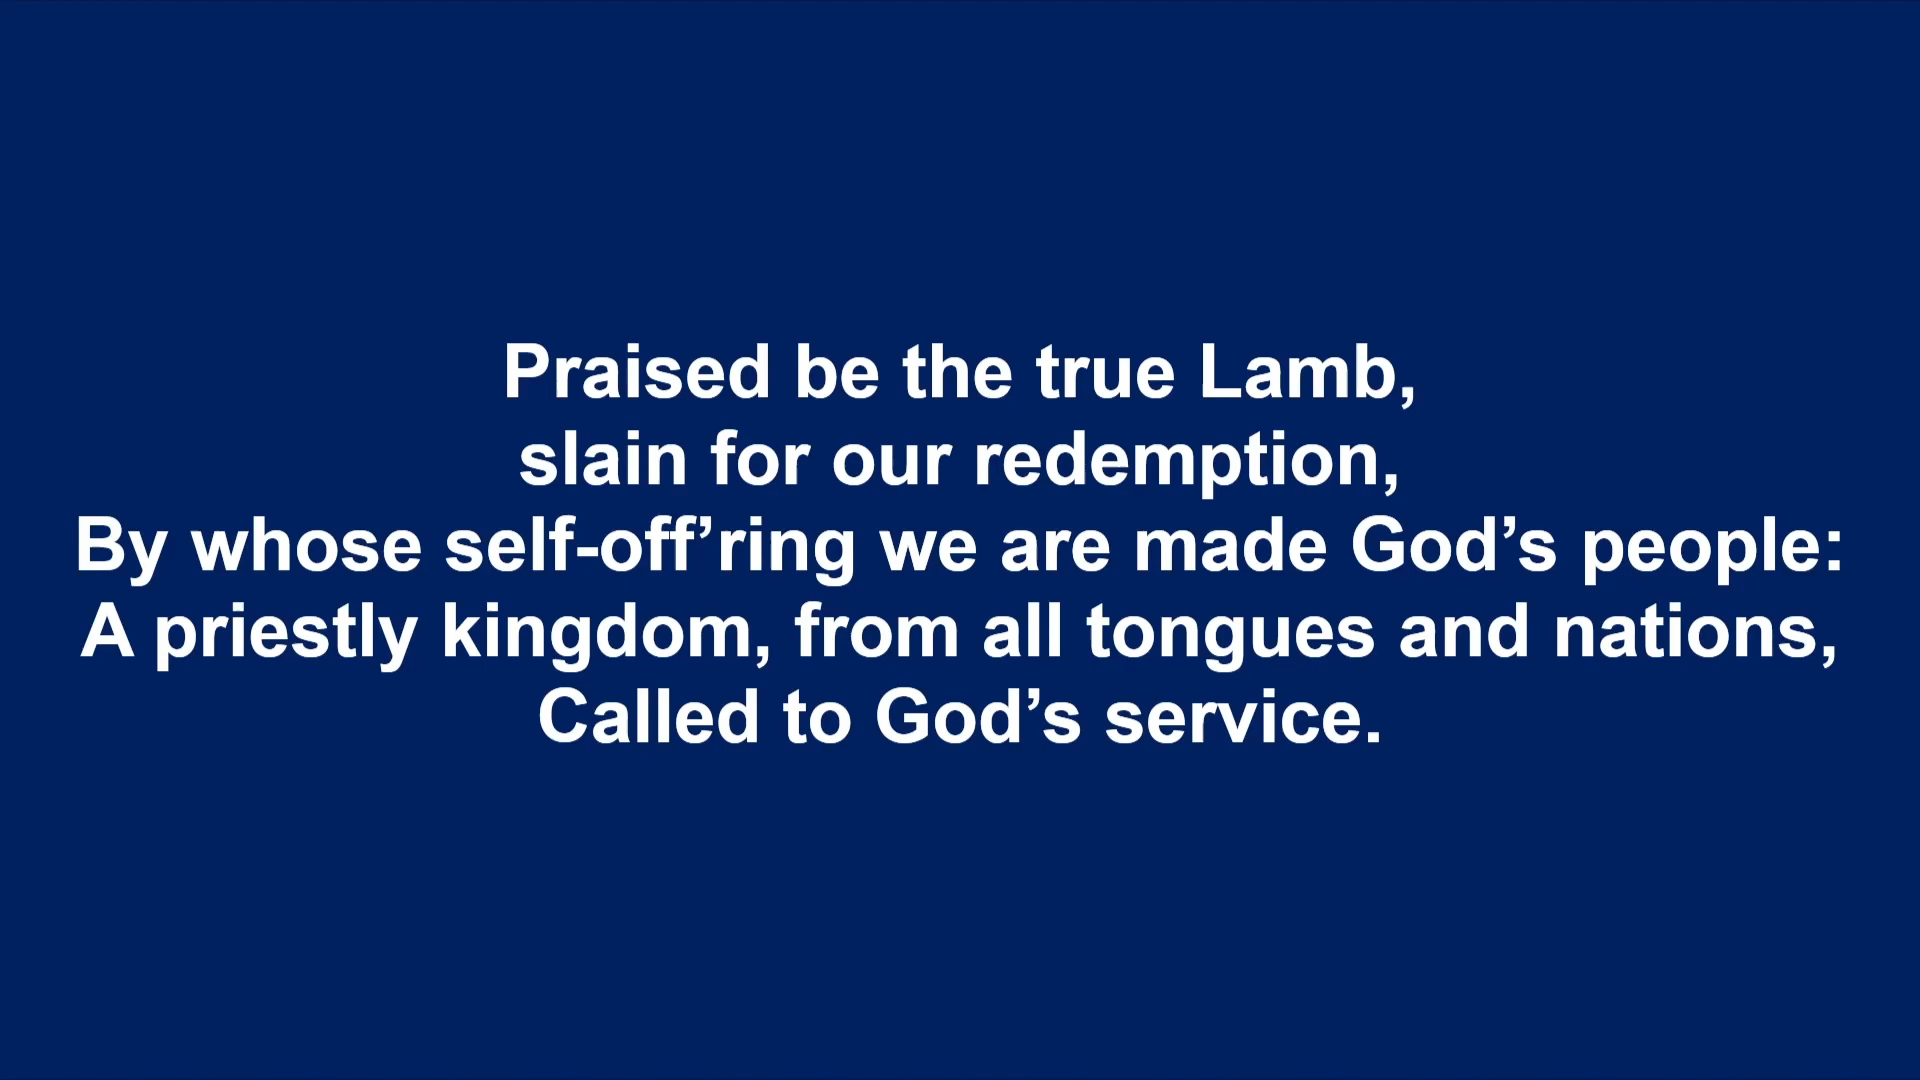 Praised be the true Lamb,
slain for our redemption,
By whose self-off’ring we are made God’s people:
A priestly kingdom, from all tongues and nations,
Called to God’s service.